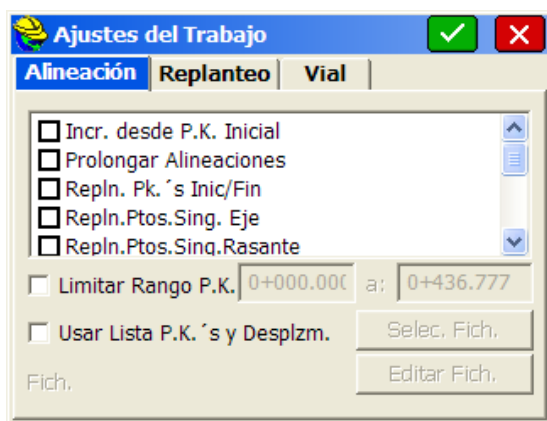 Ajustes del Trabajo
Alineación Replanteo Vial
Incr. desde P.K. Inicial
Prolongar Alineaciones
Repln. Pk.´s Inic/Fin
Repln.Ptos.Sing. Eje
Repln.Ptos.Sing.Rasante
Limitar Rango P.K. 0+000.000 a: 0+436.777
Usar Lista P.K.´s y Desplzm. Selec. Fich.
Fich. Editar Fich.